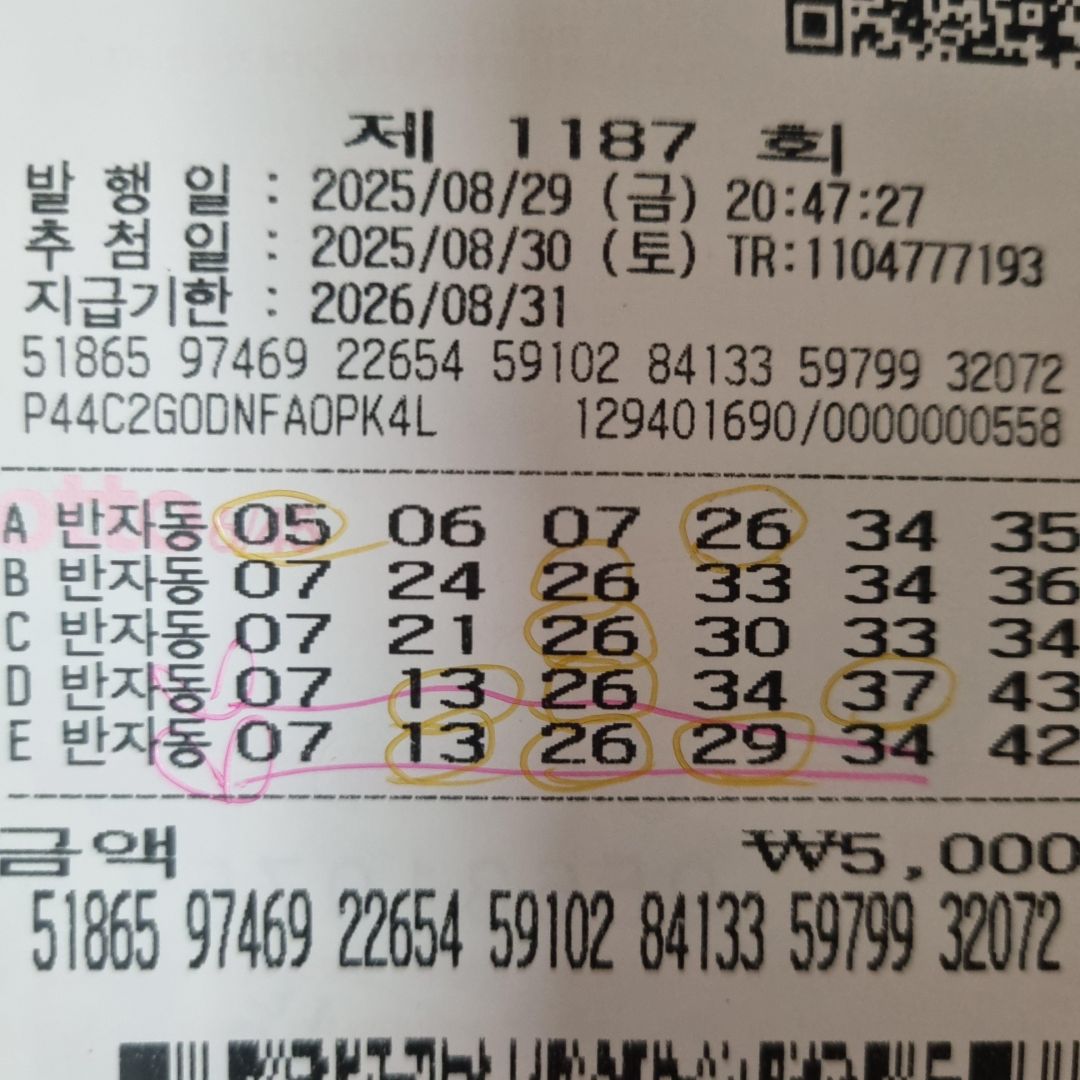 제 1187 회
발 행 일 : 2025/08/29 (금) 20:47:27
추 첨 일 : 2025/08/30 (토) TR:1104777193
지급기한 : 2026/08/31
51865 97469 22654 59102 84133 59799 32072
P44C2G0DNFA0PK4L 129401690/0000000558
A 반자동 05 06 07 26 34 35
B 반자동 07 24 26 33 34 36
C 반자동 07 21 26 30 33 34
D 반자동 07 13 26 34 37 43
E 반자동 07 13 26 29 34 42
금액 ₩5,000
51865 97469 22654 59102 84133 59799 32072